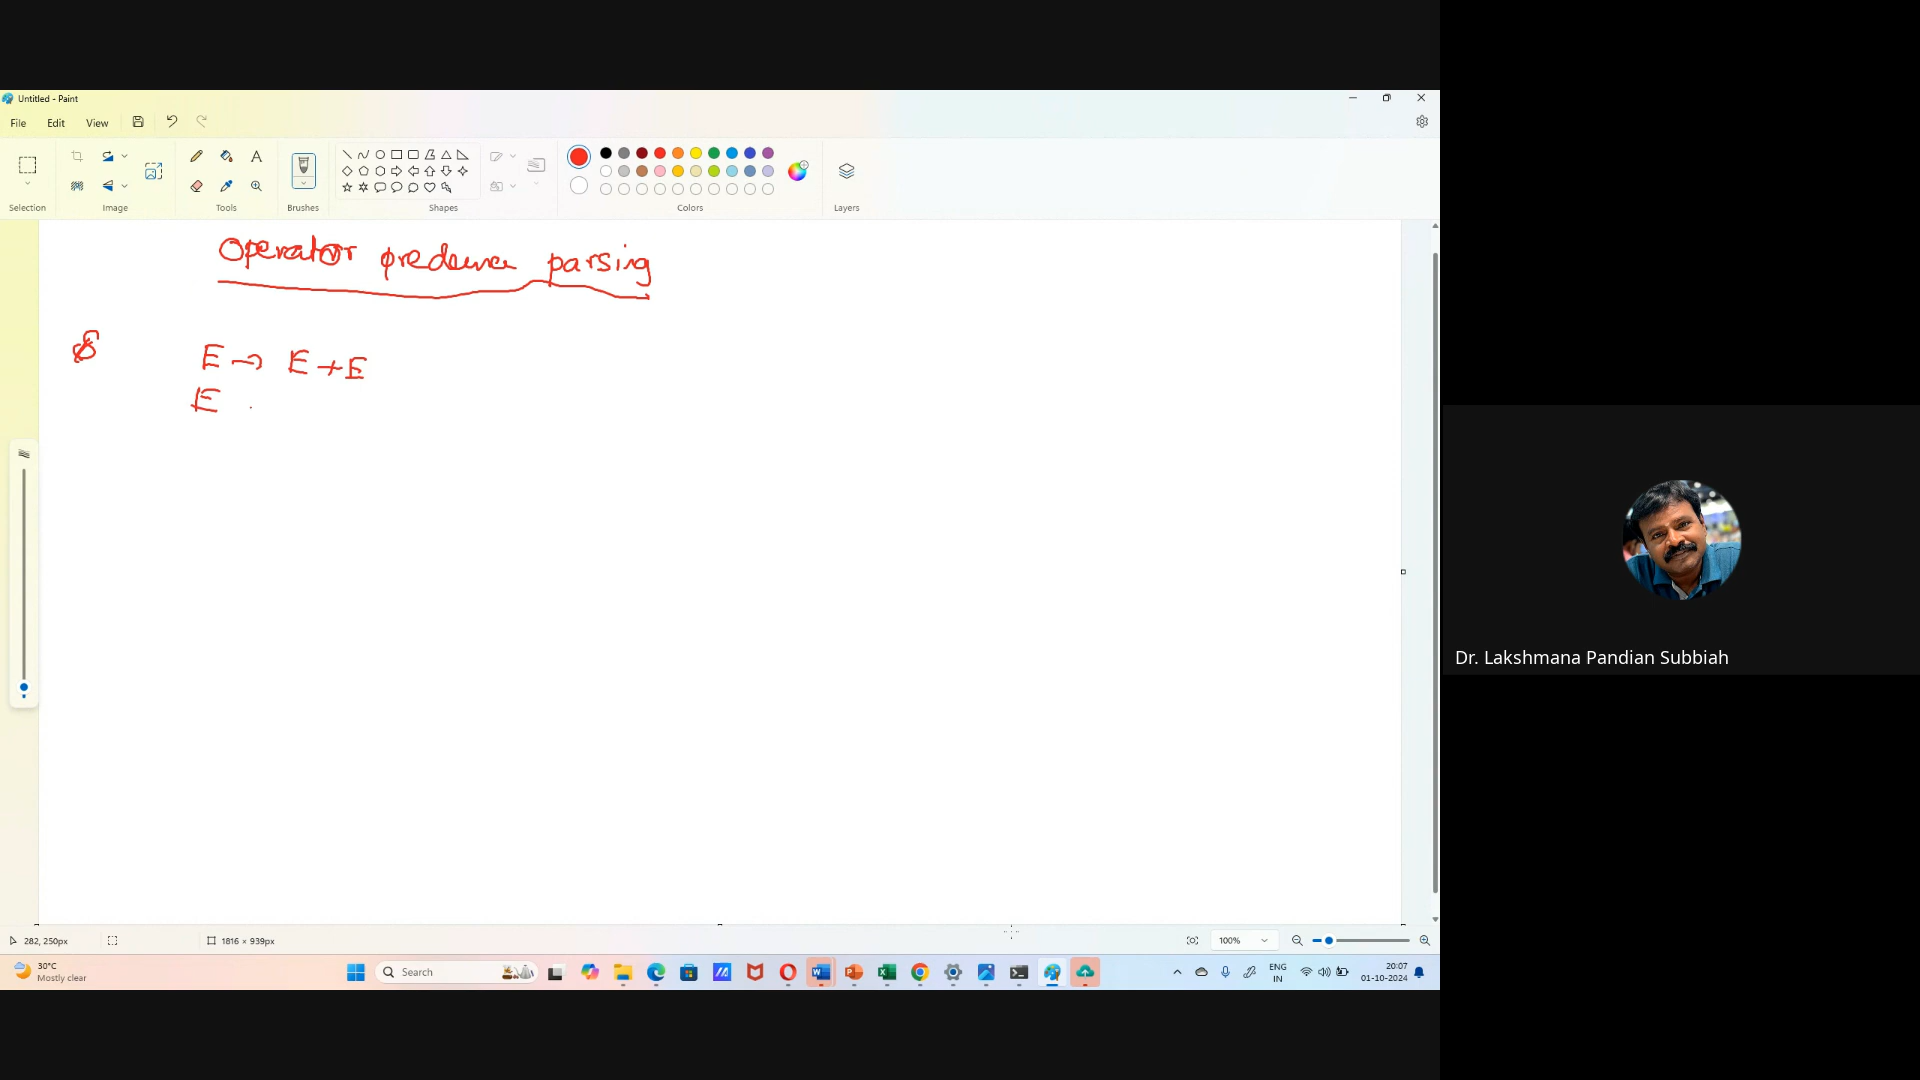 Untitled - Paint
File Edit View
Selection Image Tools Brushes Shapes Colors Layers
Operator predence parsing
E → E + E
E
Dr. Lakshmana Pandian Subbiah
282, 250px 1816 × 939px 100%
30°C
Mostly clear
Search
ENG
IN
20:07
01-10-2024